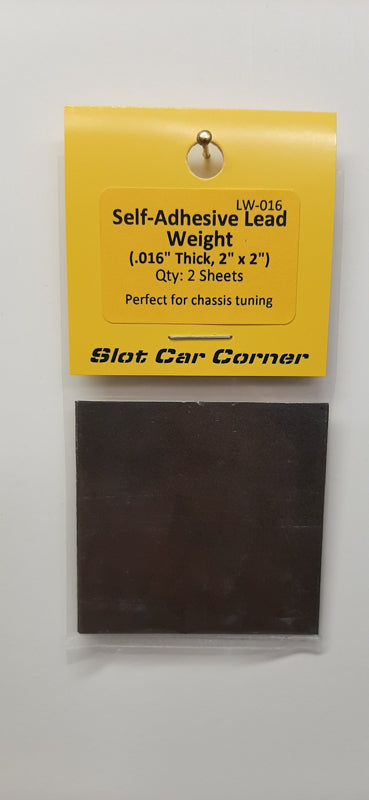 LW-016
Self-Adhesive Lead
Weight
(.016" Thick, 2" x 2")
Qty: 2 Sheets
Perfect for chassis tuning
Slot Car Corner